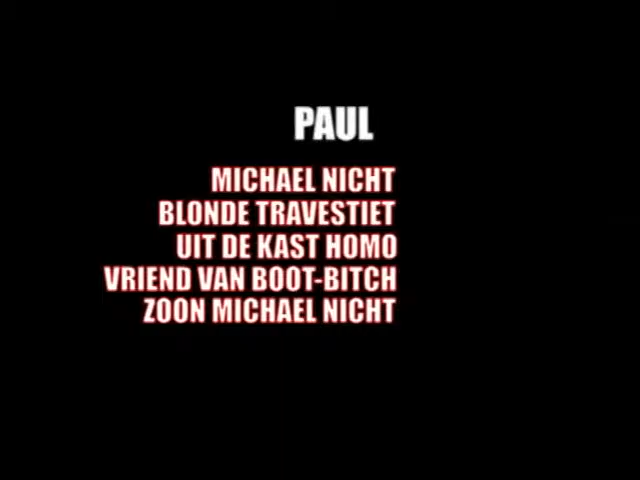 PAUL
MICHAEL NICHT
BLONDE TRAVESTIET
UIT DE KAST HOMO
VRIEND VAN BOOT-BITCH
ZOON MICHAEL NICHT